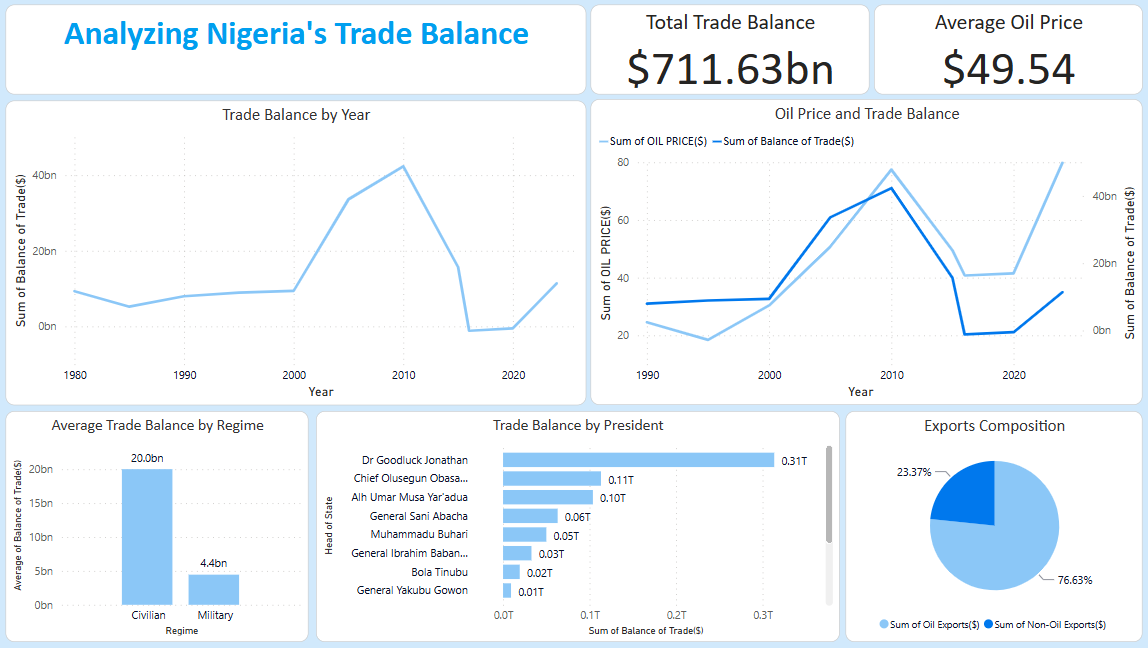 Analyzing Nigeria's Trade Balance
Total Trade Balance
$711.63bn
Average Oil Price
$49.54
Trade Balance by Year
Sum of Balance of Trade($)
40bn
20bn
0bn
1980 1990 2000 2010 2020
Year
Oil Price and Trade Balance
Sum of OIL PRICE($) Sum of Balance of Trade($)
Sum of OIL PRICE($)
80
60
40
20
40bn
20bn
0bn
Sum of Balance of Trade($)
1990 2000 2010 2020
Year
Average Trade Balance by Regime
Average of Balance of Trade($)
20bn
15bn
10bn
5bn
0bn
20.0bn
4.4bn
Civilian Military
Regime
Trade Balance by President
Head of State
Dr Goodluck Jonathan 0.31T
Chief Olusegun Obasa... 0.11T
Alh Umar Musa Yar'adua 0.10T
General Sani Abacha 0.06T
Muhammadu Buhari 0.05T
General Ibrahim Baban... 0.03T
Bola Tinubu 0.02T
General Yakubu Gowon 0.01T
0.0T 0.1T 0.2T 0.3T
Sum of Balance of Trade($)
Exports Composition
23.37%
76.63%
Sum of Oil Exports($) Sum of Non-Oil Exports($)